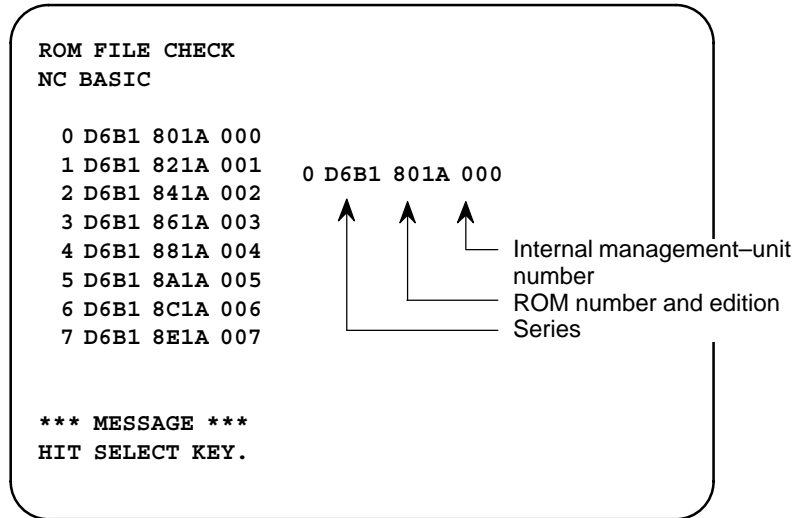 ROM FILE CHECK
NC BASIC
0 D6B1 801A 000
1 D6B1 821A 001
2 D6B1 841A 002
3 D6B1 861A 003
4 D6B1 881A 004
5 D6B1 8A1A 005
6 D6B1 8C1A 006
7 D6B1 8E1A 007
0 D6B1 801A 000
Internal management–unit
number
ROM number and edition
Series
*** MESSAGE ***
HIT SELECT KEY.